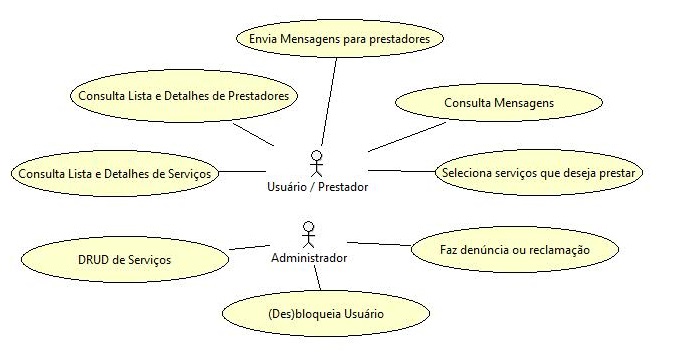 Envia Mensagens para prestadores
Consulta Lista e Detalhes de Prestadores
Consulta Mensagens
Consulta Lista e Detalhes de Serviços
Usuário / Prestador
Seleciona serviços que deseja prestar
DRUD de Serviços
Administrador
Faz denúncia ou reclamação
(Des)bloqueia Usuário